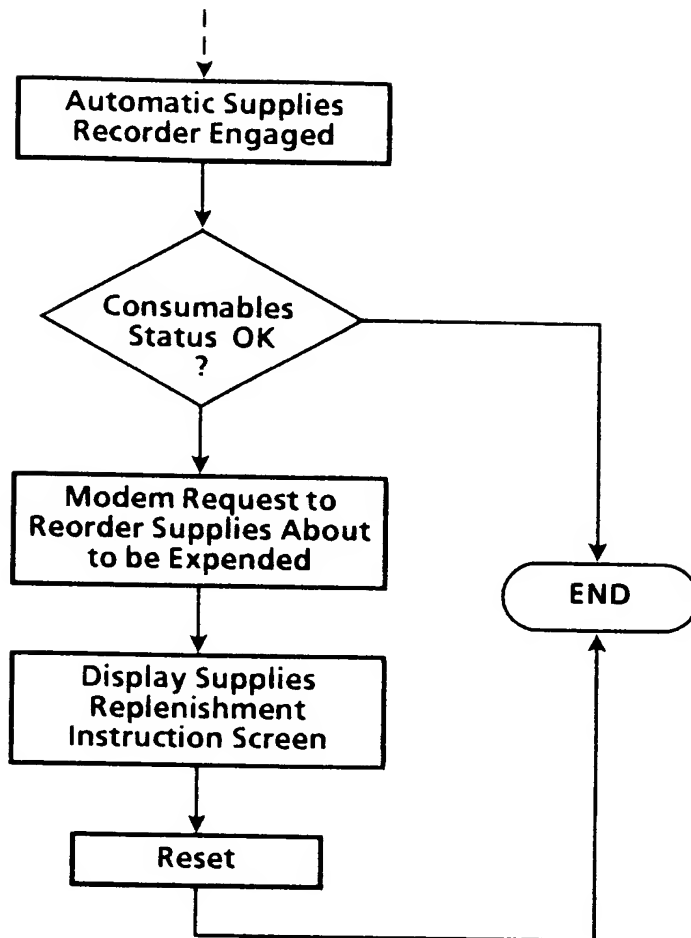 Automatic Supplies
Recorder Engaged
Consumables
Status OK
?
Modem Request to
Reorder Supplies About
to be Expended
END
Display Supplies
Replenishment
Instruction Screen
Reset